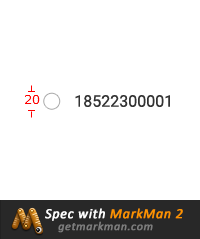 20 18522300001
Spec with MarkMan 2
getmarkman.com